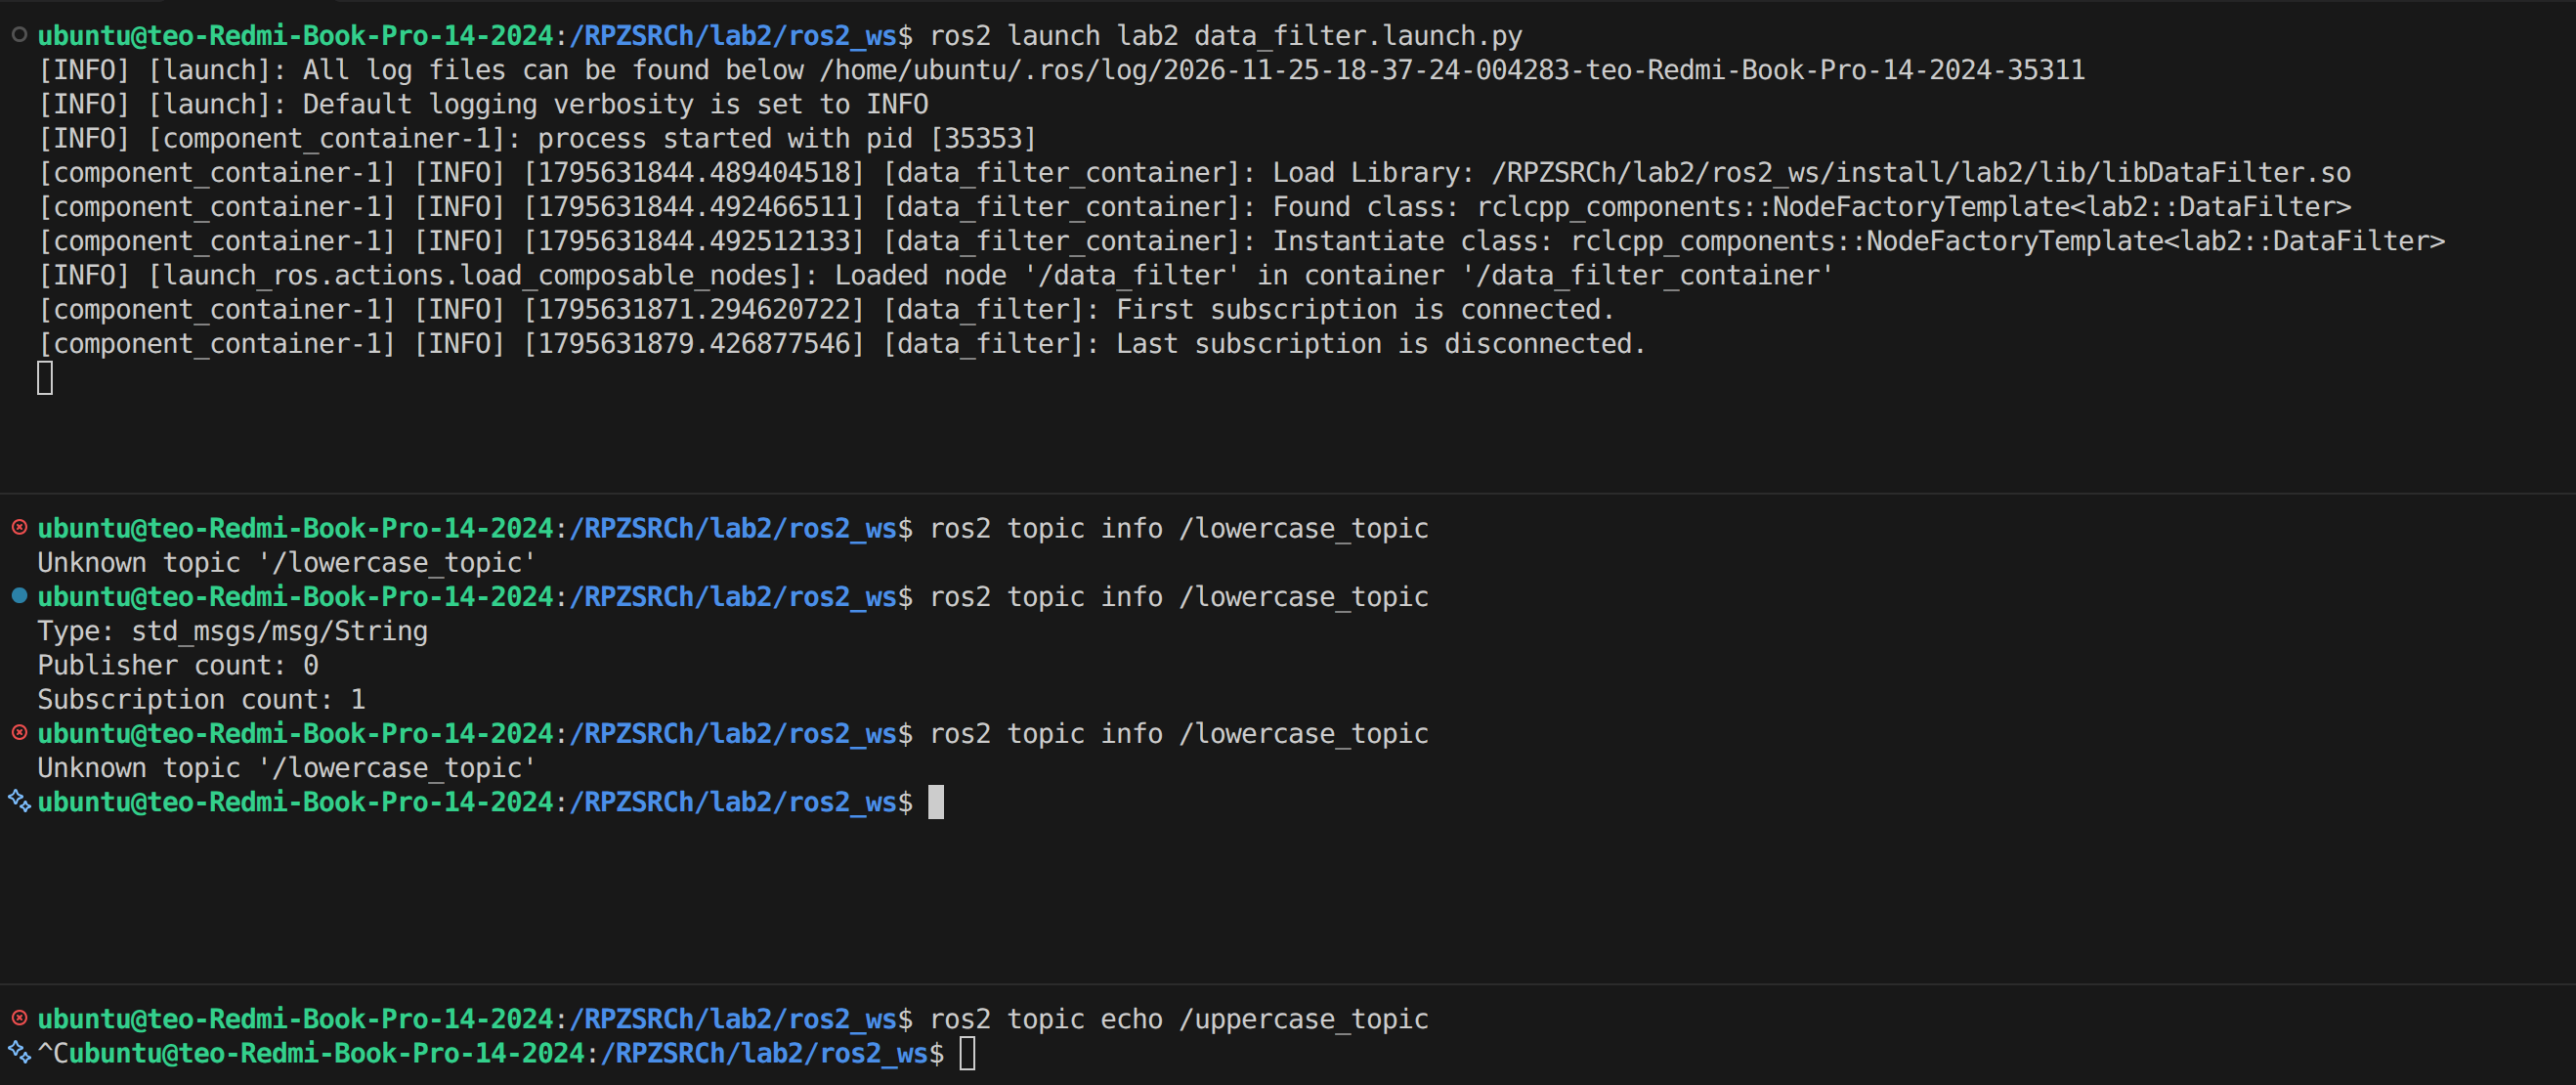 ubuntu@teo-Redmi-Book-Pro-14-2024:/RPZSRCh/lab2/ros2_ws$ ros2 launch lab2 data_filter.launch.py
[INFO] [launch]: All log files can be found below /home/ubuntu/.ros/log/2026-11-25-18-37-24-004283-teo-Redmi-Book-Pro-14-2024-35311
[INFO] [launch]: Default logging verbosity is set to INFO
[INFO] [component_container-1]: process started with pid [35353]
[component_container-1] [INFO] [1795631844.489404518] [data_filter_container]: Load Library: /RPZSRCh/lab2/ros2_ws/install/lab2/lib/libDataFilter.so
[component_container-1] [INFO] [1795631844.492466511] [data_filter_container]: Found class: rclcpp_components::NodeFactoryTemplate<lab2::DataFilter>
[component_container-1] [INFO] [1795631844.492512133] [data_filter_container]: Instantiate class: rclcpp_components::NodeFactoryTemplate<lab2::DataFilter>
[INFO] [launch_ros.actions.load_composable_nodes]: Loaded node '/data_filter' in container '/data_filter_container'
[component_container-1] [INFO] [1795631871.294620722] [data_filter]: First subscription is connected.
[component_container-1] [INFO] [1795631879.426877546] [data_filter]: Last subscription is disconnected.
ubuntu@teo-Redmi-Book-Pro-14-2024:/RPZSRCh/lab2/ros2_ws$ ros2 topic info /lowercase_topic
Unknown topic '/lowercase_topic'
ubuntu@teo-Redmi-Book-Pro-14-2024:/RPZSRCh/lab2/ros2_ws$ ros2 topic info /lowercase_topic
Type: std_msgs/msg/String
Publisher count: 0
Subscription count: 1
ubuntu@teo-Redmi-Book-Pro-14-2024:/RPZSRCh/lab2/ros2_ws$ ros2 topic info /lowercase_topic
Unknown topic '/lowercase_topic'
ubuntu@teo-Redmi-Book-Pro-14-2024:/RPZSRCh/lab2/ros2_ws$
ubuntu@teo-Redmi-Book-Pro-14-2024:/RPZSRCh/lab2/ros2_ws$ ros2 topic echo /uppercase_topic
^Cubuntu@teo-Redmi-Book-Pro-14-2024:/RPZSRCh/lab2/ros2_ws$